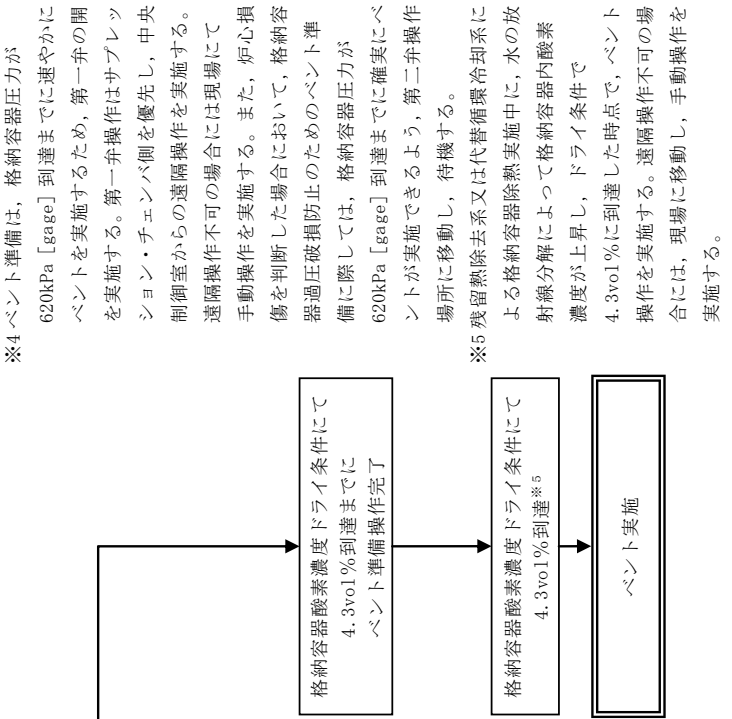 ※4 ベント準備は，格納容器圧力が
620kPa［gage］到達までに速やかに
ベントを実施するため，第一弁の開
を実施する。第一弁操作はサプレッ
ション・チェンバ側を優先し，中央
制御室からの遠隔操作を実施する。
遠隔操作不可の場合には現場にて
手動操作を実施する。また，炉心損
傷を判断した場合において，格納容
器過圧破損防止のためのベント準
備に際しては，格納容器圧力が
620kPa［gage］到達までに確実にベ
ントが実施できるよう，第二弁操作
場所に移動し，待機する。
※5 残留熱除去系又は代替循環冷却系に
よる格納容器除熱実施中に，水の放
射線分解によって格納容器内酸素
濃度が上昇し，ドライ条件で
4.3vol％に到達した時点で，ベント
操作を実施する。遠隔操作不可の場
合には，現場に移動し，手動操作を
実施する。
格納容器酸素濃度ドライ条件にて
4.3vol％到達までに
ベント準備操作完了
格納容器酸素濃度ドライ条件にて
4.3vol％到達※5
ベント実施